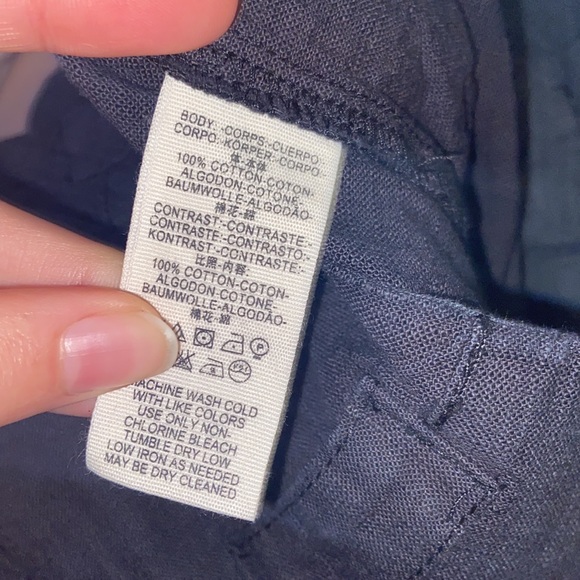 BODY:-CORPS:-CUERPO:
CORPO:-KÖRPER:-CORPO:
体:本体:
100% COTTON-COTON-
ALGODON-COTONE-
BAUMWOLLE-ALGODÃO-
棉花-綿
CONTRAST:-CONTRASTE:-
CONTRASTE:-CONTRASTO:-
KONTRAST:-CONTRASTE:-
比照:-内容:
100% COTTON-COTON-
ALGODON-COTONE-
BAUMWOLLE-ALGODÃO-
棉花-綿
P
MACHINE WASH COLD
WITH LIKE COLORS
USE ONLY NON-
CHLORINE BLEACH
TUMBLE DRY LOW
LOW IRON AS NEEDED
MAY BE DRY CLEANED